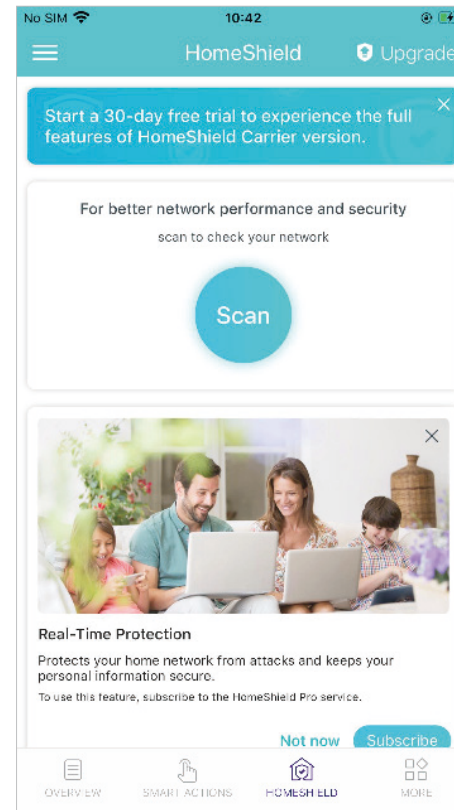 No SIM 10:42
HomeShield Upgrade
Start a 30-day free trial to experience the full
features of HomeShield Carrier version.
For better network performance and security
scan to check your network
Scan
Real-Time Protection
Protects your home network from attacks and keeps your
personal information secure.
To use this feature, subscribe to the HomeShield Pro service.
Not now Subscribe
OVERVIEW SMART ACTIONS HOMESHIELD MORE